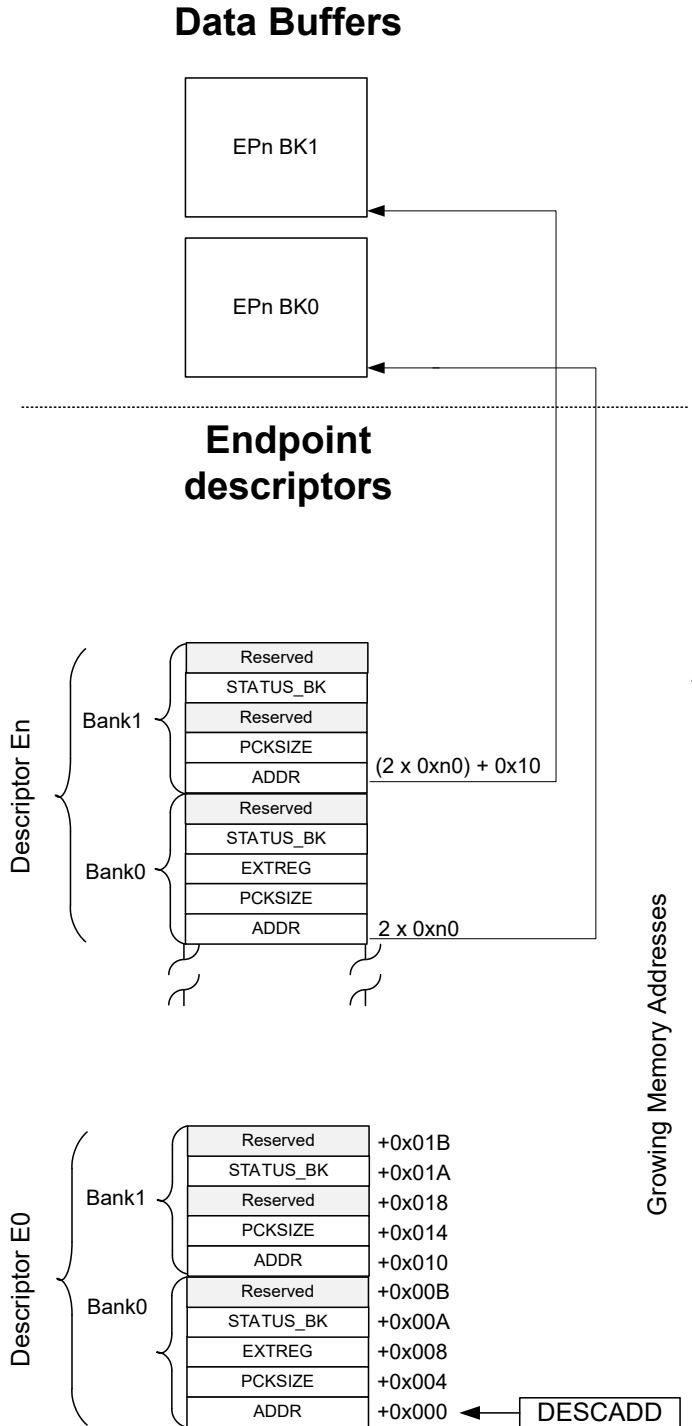 Data Buffers
EPn BK1
EPn BK0
Endpoint
descriptors
Descriptor En
Bank1
Reserved
STATUS_BK
Reserved
PCKSIZE
ADDR (2 x 0xn0) + 0x10
Bank0
Reserved
STATUS_BK
EXTREG
PCKSIZE
ADDR 2 x 0xn0
Growing Memory Addresses
Descriptor E0
Bank1
Reserved +0x01B
STATUS_BK +0x01A
Reserved +0x018
PCKSIZE +0x014
ADDR +0x010
Bank0
Reserved +0x00B
STATUS_BK +0x00A
EXTREG +0x008
PCKSIZE +0x004
ADDR +0x000 DESCADD